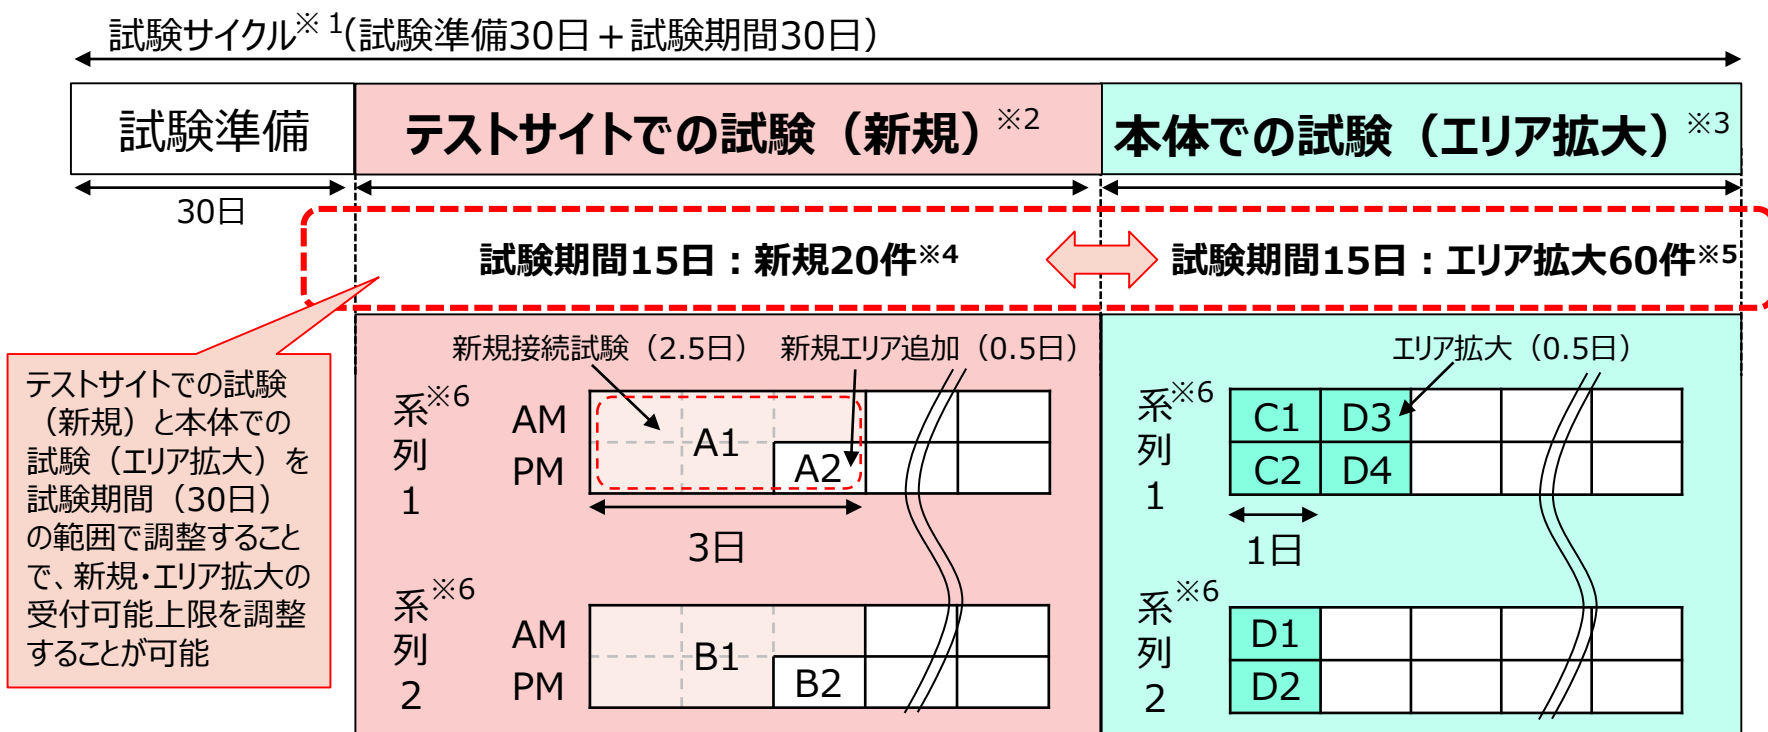 試験サイクル※1(試験準備30日＋試験期間30日)
試験準備
テストサイトでの試験（新規）※2
本体での試験（エリア拡大）※3
30日
試験期間15日：新規20件※4
試験期間15日：エリア拡大60件※5
テストサイトでの試験
（新規）と本体での
試験（エリア拡大）を
試験期間（30日）
の範囲で調整すること
で、新規・エリア拡大の
受付可能上限を調整
することが可能
新規接続試験（2.5日）
新規エリア追加（0.5日）
系列1※6
AM
PM
A1
A2
3日
系列2※6
AM
PM
B1
B2
エリア拡大（0.5日）
系列1※6
C1
D3
C2
D4
1日
系列2※6
D1
D2